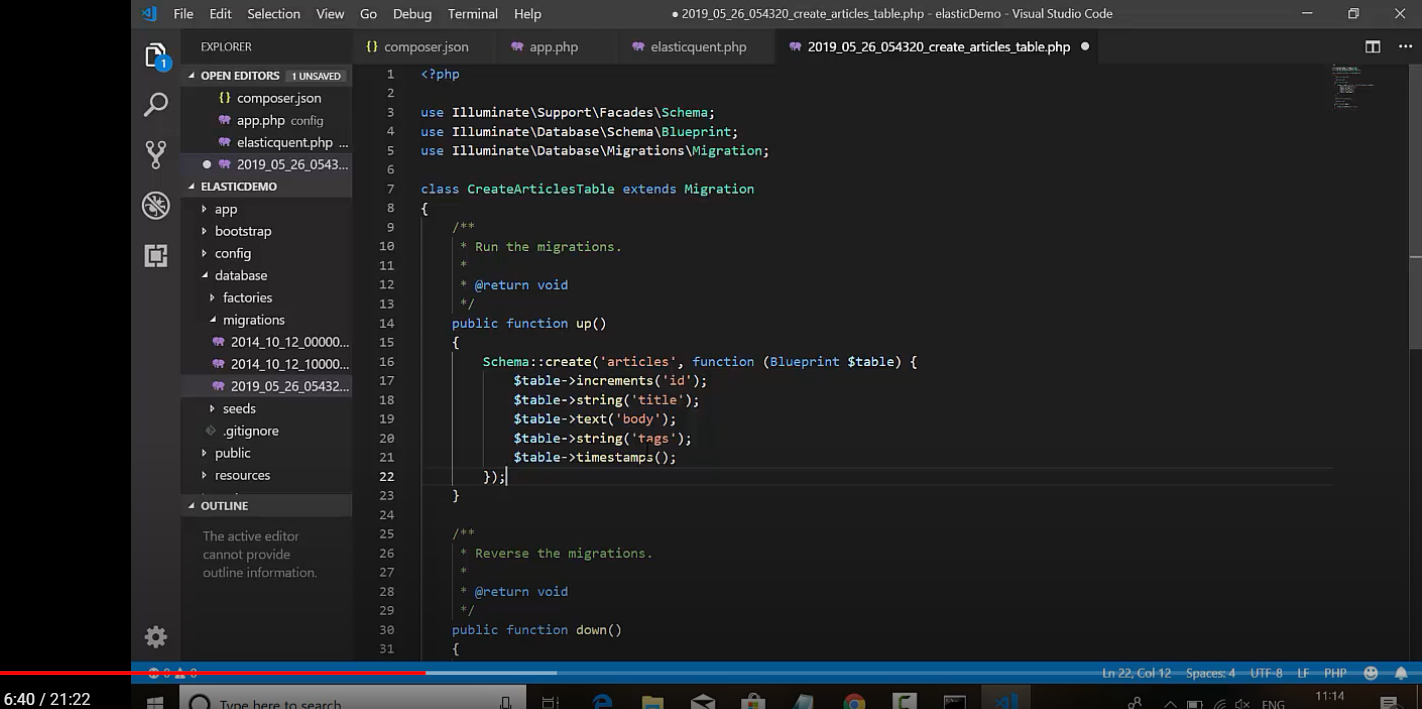 File Edit Selection View Go Debug Terminal Help
● 2019_05_26_054320_create_articles_table.php - elasticDemo - Visual Studio Code
EXPLORER
OPEN EDITORS 1 UNSAVED
{} composer.json
app.php config
elasticquent.php ...
● 2019_05_26_0543...
ELASTICDEMO
app
bootstrap
config
database
factories
migrations
2014_10_12_00000...
2014_10_12_10000...
2019_05_26_05432...
seeds
.gitignore
public
resources
OUTLINE
The active editor
cannot provide
outline information.
1
{} composer.json app.php elasticquent.php 2019_05_26_054320_create_articles_table.php ●
1 <?php
2
3 use Illuminate\Support\Facades\Schema;
4 use Illuminate\Database\Schema\Blueprint;
5 use Illuminate\Database\Migrations\Migration;
6
7 class CreateArticlesTable extends Migration
8 {
9 /**
10 * Run the migrations.
11 *
12 * @return void
13 */
14 public function up()
15 {
16 Schema::create('articles', function (Blueprint $table) {
17 $table->increments('id');
18 $table->string('title');
19 $table->text('body');
20 $table->string('tags');
21 $table->timestamps();
22 });
23 }
24
25 /**
26 * Reverse the migrations.
27 *
28 * @return void
29 */
30 public function down()
31 {
Ln 22, Col 12 Spaces: 4 UTF-8 LF PHP
6:40 / 21:22
Type here to search
ENG
11:14